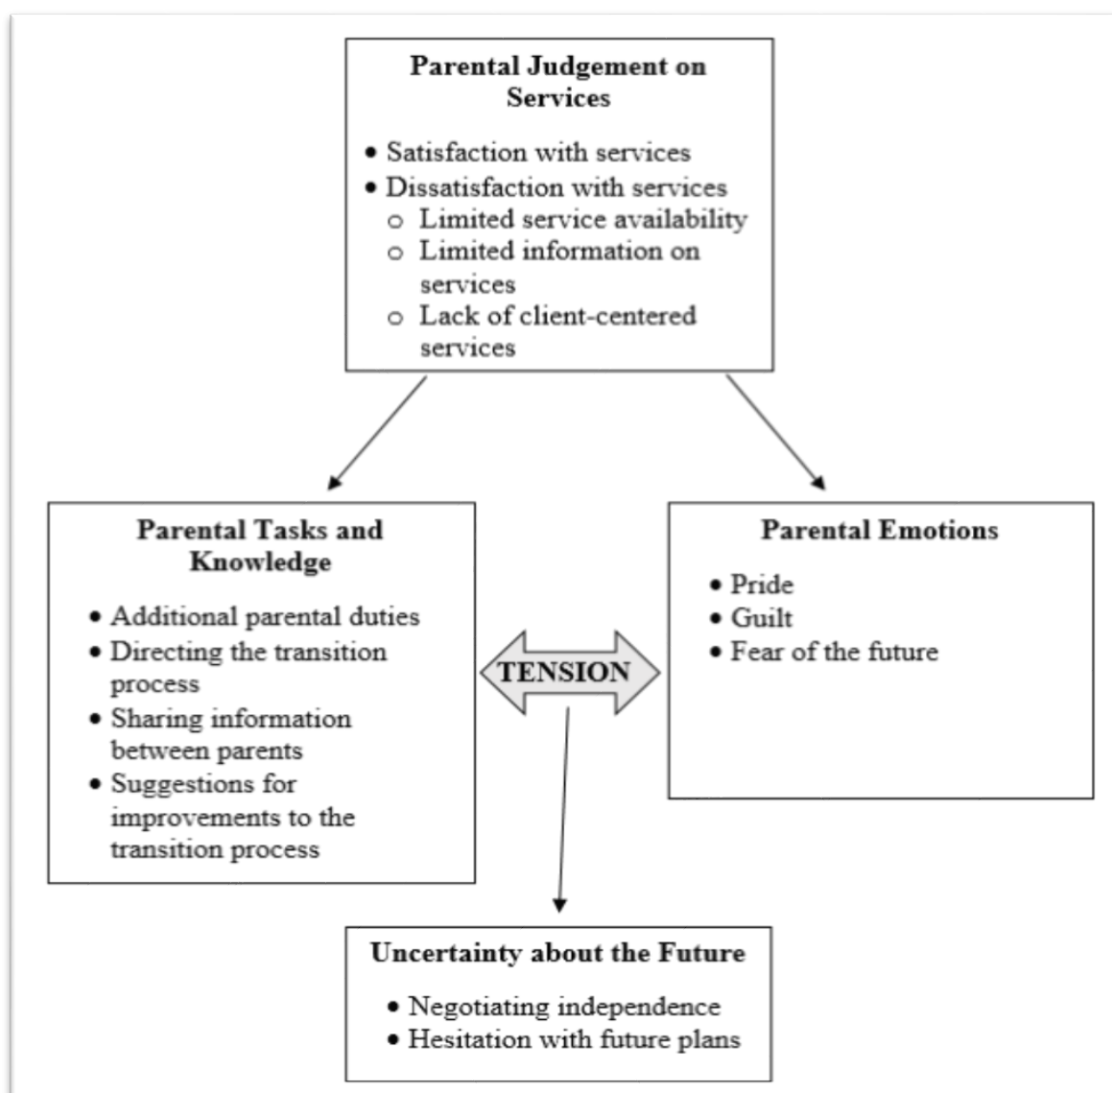 Parental Judgement on
Services
• Satisfaction with services
• Dissatisfaction with services
o Limited service availability
o Limited information on
services
o Lack of client-centered
services
Parental Tasks and
Knowledge
• Additional parental duties
• Directing the transition
process
• Sharing information
between parents
• Suggestions for
improvements to the
transition process
TENSION
Parental Emotions
• Pride
• Guilt
• Fear of the future
Uncertainty about the Future
• Negotiating independence
• Hesitation with future plans